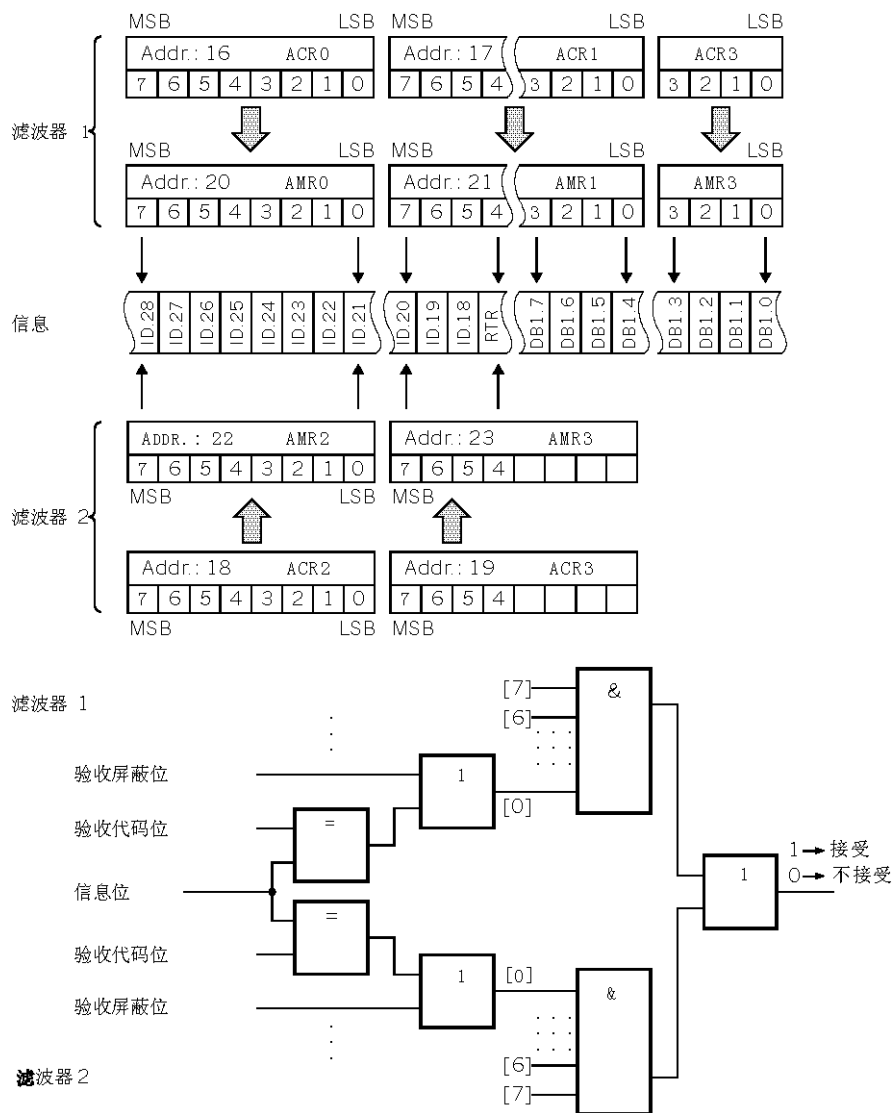 MSB LSB MSB LSB LSB
Addr.: 16 ACR0 Addr.: 17 ACR1 ACR3
7 6 5 4 3 2 1 0 7 6 5 4 3 2 1 0 3 2 1 0
滤波器 1
MSB LSB MSB LSB LSB
Addr.: 20 AMR0 Addr.: 21 AMR1 AMR3
7 6 5 4 3 2 1 0 7 6 5 4 3 2 1 0 3 2 1 0
信息
ID.28 ID.27 ID.26 ID.25 ID.24 ID.23 ID.22 ID.21 ID.20 ID.19 ID.18 RTR DB1.7 DB1.6 DB1.5 DB1.4 DB1.3 DB1.2 DB1.1 DB1.0
ADDR. : 22 AMR2 Addr.: 23 AMR3
7 6 5 4 3 2 1 0 7 6 5 4
MSB LSB MSB
滤波器 2
Addr.: 18 ACR2 Addr.: 19 ACR3
7 6 5 4 3 2 1 0 7 6 5 4
MSB LSB MSB
滤波器 1
[7]
&
[6]
验收屏蔽位
1
[0]
验收代码位
=
1 接受
0 不接受
信息位
1
=
验收代码位
1
[0]
&
验收屏蔽位
[6]
滤波器2
[7]